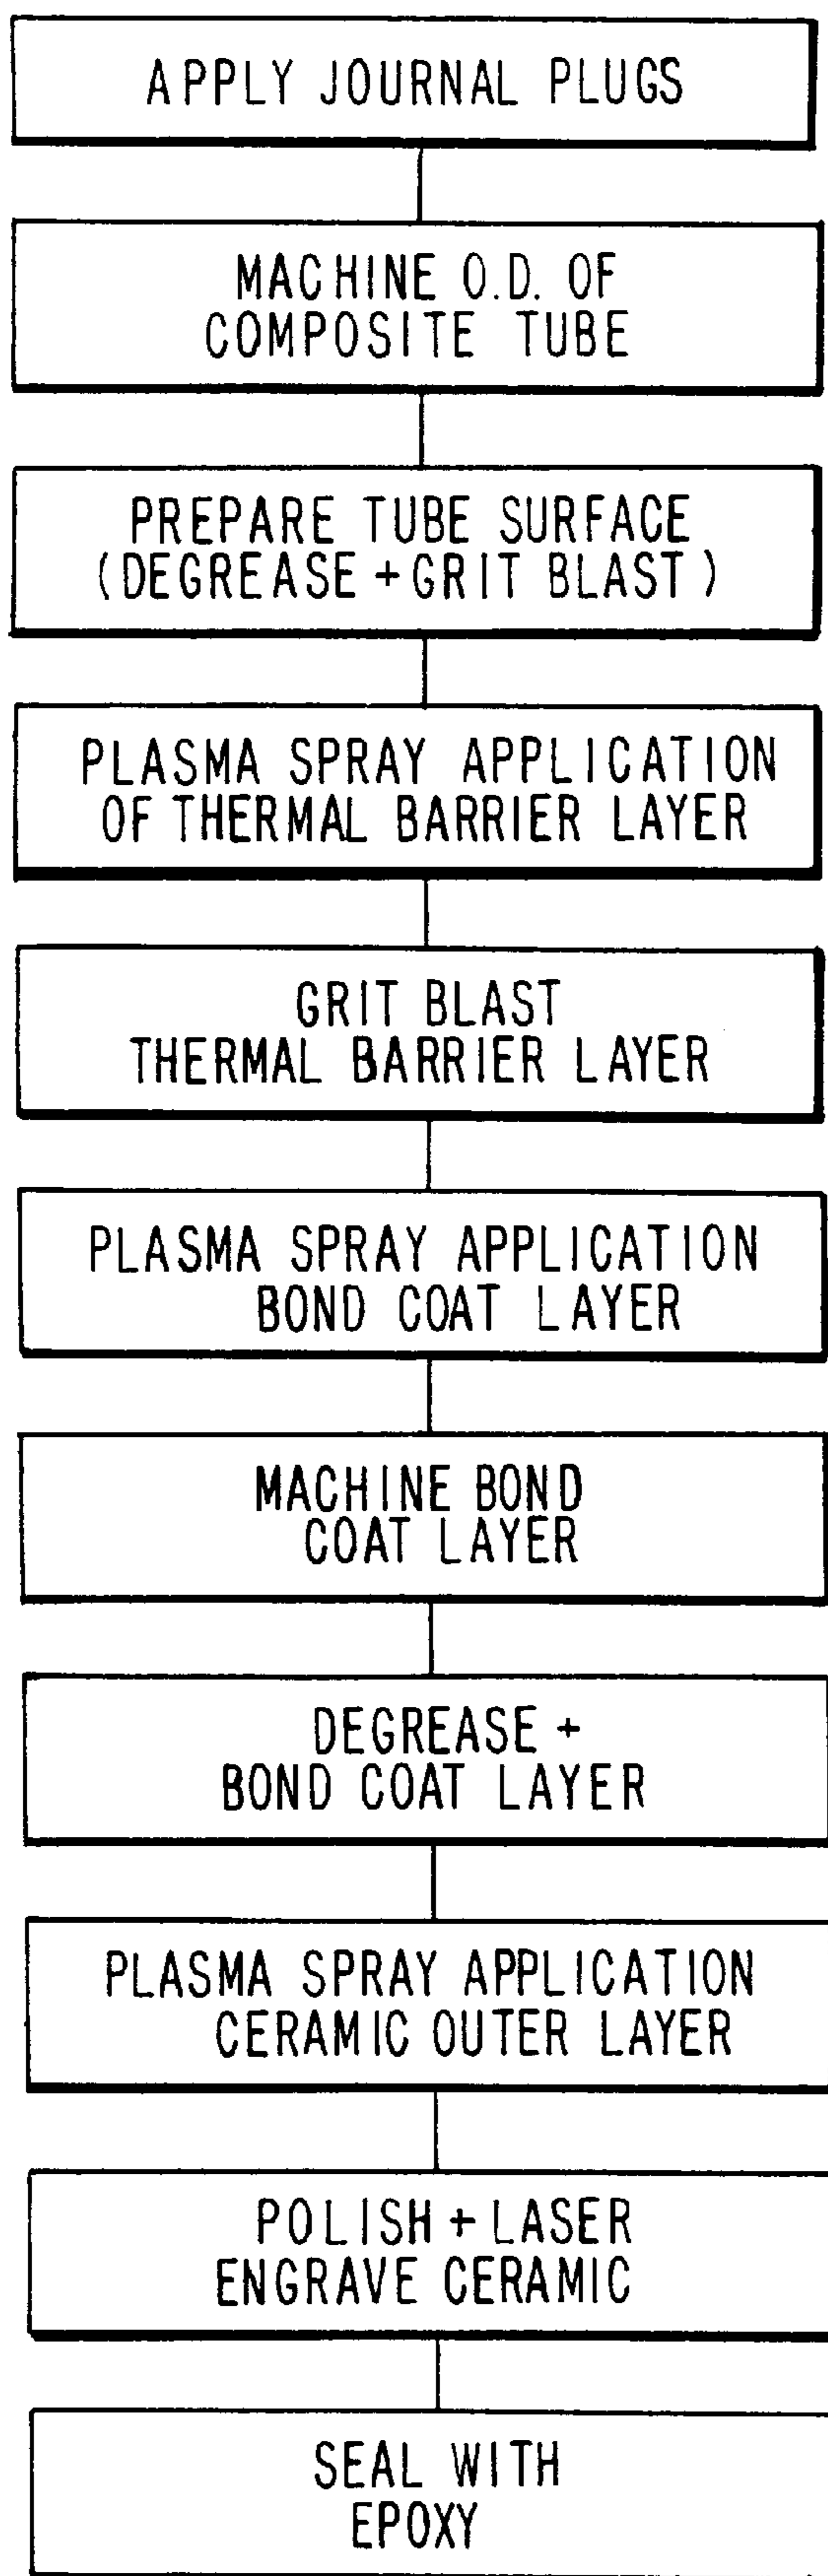 APPLY JOURNAL PLUGS
MACHINE O.D. OF
COMPOSITE TUBE
PREPARE TUBE SURFACE
(DEGREASE + GRIT BLAST)
PLASMA SPRAY APPLICATION
OF THERMAL BARRIER LAYER
GRIT BLAST
THERMAL BARRIER LAYER
PLASMA SPRAY APPLICATION
BOND COAT LAYER
MACHINE BOND
COAT LAYER
DEGREASE +
BOND COAT LAYER
PLASMA SPRAY APPLICATION
CERAMIC OUTER LAYER
POLISH + LASER
ENGRAVE CERAMIC
SEAL WITH
EPOXY